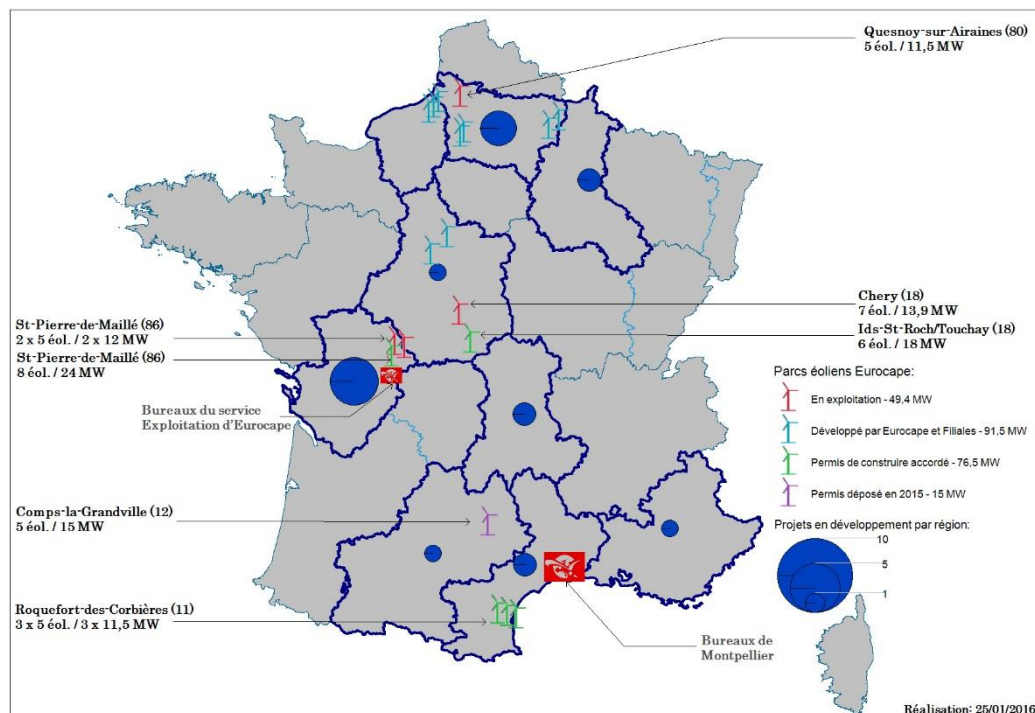 Quesnoy-sur-Airaines (80)
5 éol. / 11,5 MW
Chery (18)
7 éol. / 13,9 MW
St-Pierre-de-Maillé (86)
2 x 5 éol. / 2 x 12 MW
Ids-St-Roch/Touchay (18)
6 éol. / 18 MW
St-Pierre-de-Maillé (86)
8 éol. / 24 MW
Parcs éoliens Eurocape:
En exploitation - 49,4 MW
Développé par Eurocape et Filiales - 91,5 MW
Permis de construire accordé - 76,5 MW
Permis déposé en 2015 - 15 MW
Bureaux du service
Exploitation d'Eurocape
Comps-la-Grandville (12)
5 éol. / 15 MW
Projets en développement par région:
10
5
1
Roquefort-des-Corbières (11)
3 x 5 éol. / 3 x 11,5 MW
Bureaux de
Montpellier
Réalisation: 25/01/2016